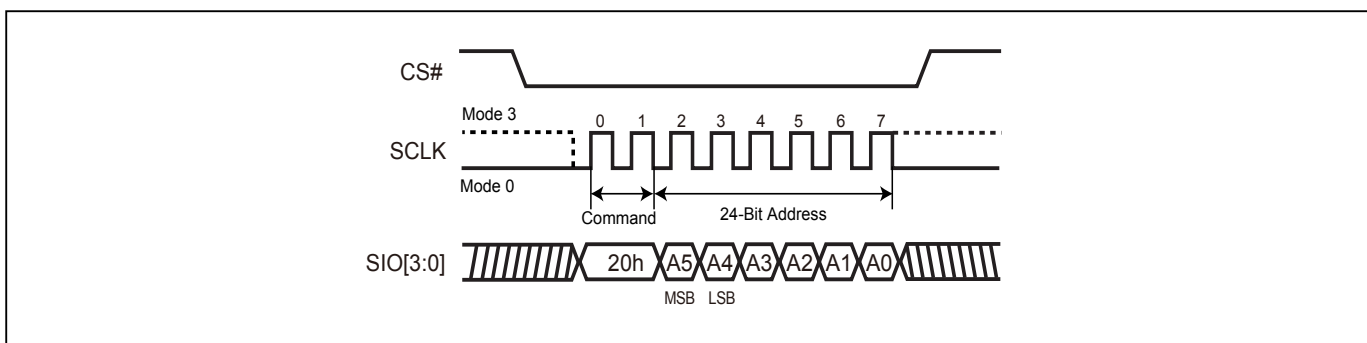 CS#
Mode 3
0 1 2 3 4 5 6 7
SCLK
Mode 0
Command
24-Bit Address
SIO[3:0]
20h A5 A4 A3 A2 A1 A0
MSB LSB